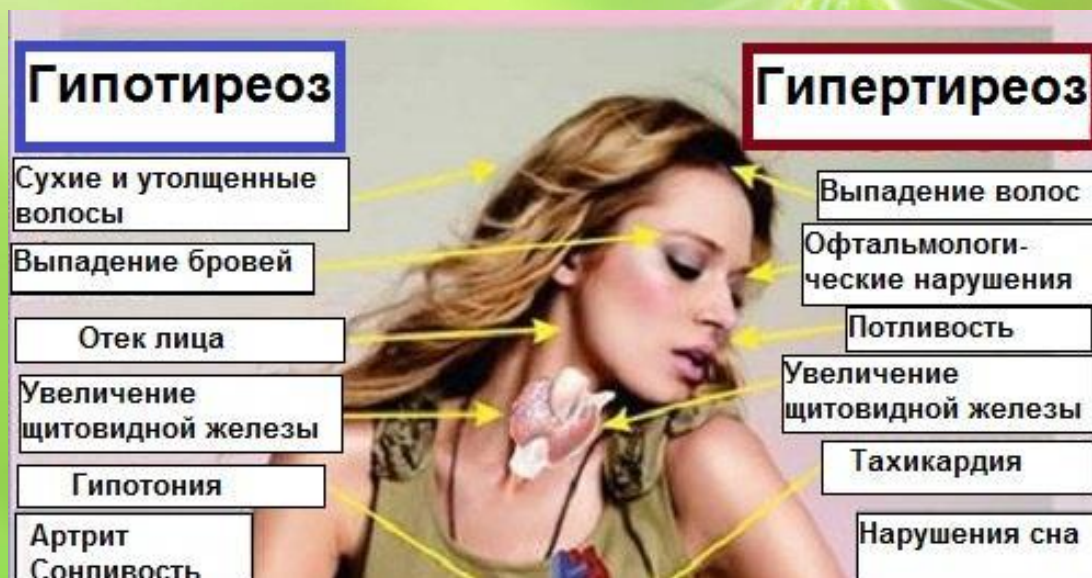 Гипотиреоз
Сухие и утолщенные
волосы
Выпадение бровей
Отек лица
Увеличение
щитовидной железы
Гипотония
Артрит
Сонливость
Гипертиреоз
Выпадение волос
Офтальмологи-
ческие нарушения
Потливость
Увеличение
щитовидной железы
Тахикардия
Нарушения сна